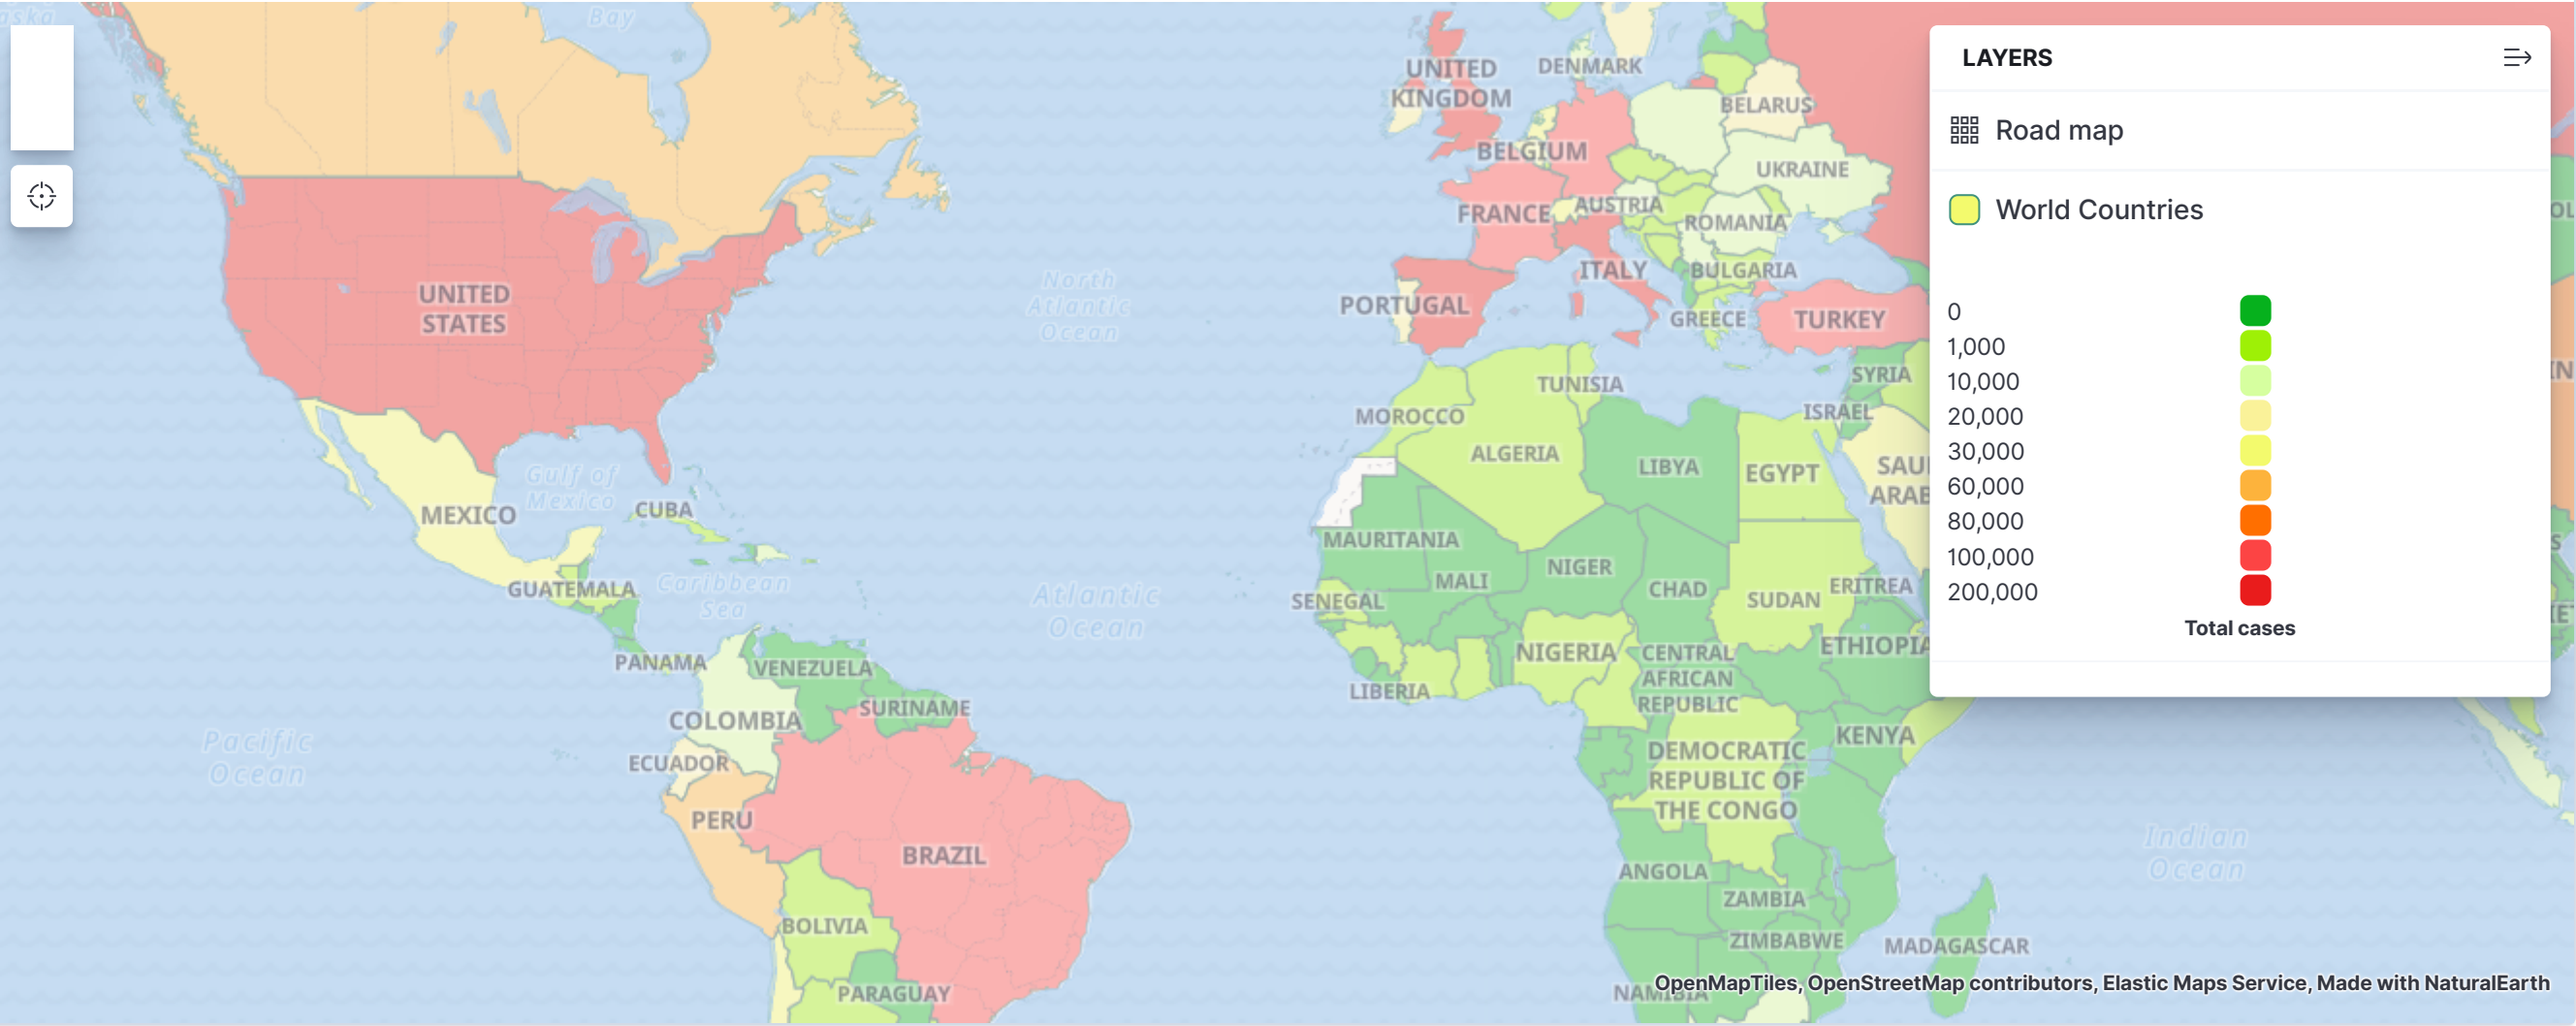 Bay
UNITED
KINGDOM
DENMARK
BELARUS
BELGIUM
UKRAINE
FRANCE
AUSTRIA
ROMANIA
ITALY
BULGARIA
PORTUGAL
GREECE
TURKEY
UNITED
STATES
North
Atlantic
Ocean
SYRIA
TUNISIA
MOROCCO
ISRAEL
ALGERIA
LIBYA
EGYPT
Gulf of
Mexico
MEXICO
CUBA
MAURITANIA
NIGER
MALI
CHAD
ERITREA
GUATEMALA
Caribbean
Sea
Atlantic
Ocean
SENEGAL
SUDAN
PANAMA
VENEZUELA
NIGERIA
CENTRAL
AFRICAN
REPUBLIC
ETHIOPIA
LIBERIA
SURINAME
COLOMBIA
Pacific
Ocean
ECUADOR
KENYA
DEMOCRATIC
REPUBLIC OF
THE CONGO
PERU
BRAZIL
Indian
Ocean
ANGOLA
ZAMBIA
BOLIVIA
ZIMBABWE
MADAGASCAR
PARAGUAY
NAMIBIA
LAYERS
Road map
World Countries
0
1,000
10,000
20,000
30,000
60,000
80,000
100,000
200,000
Total cases
OpenMapTiles, OpenStreetMap contributors, Elastic Maps Service, Made with NaturalEarth